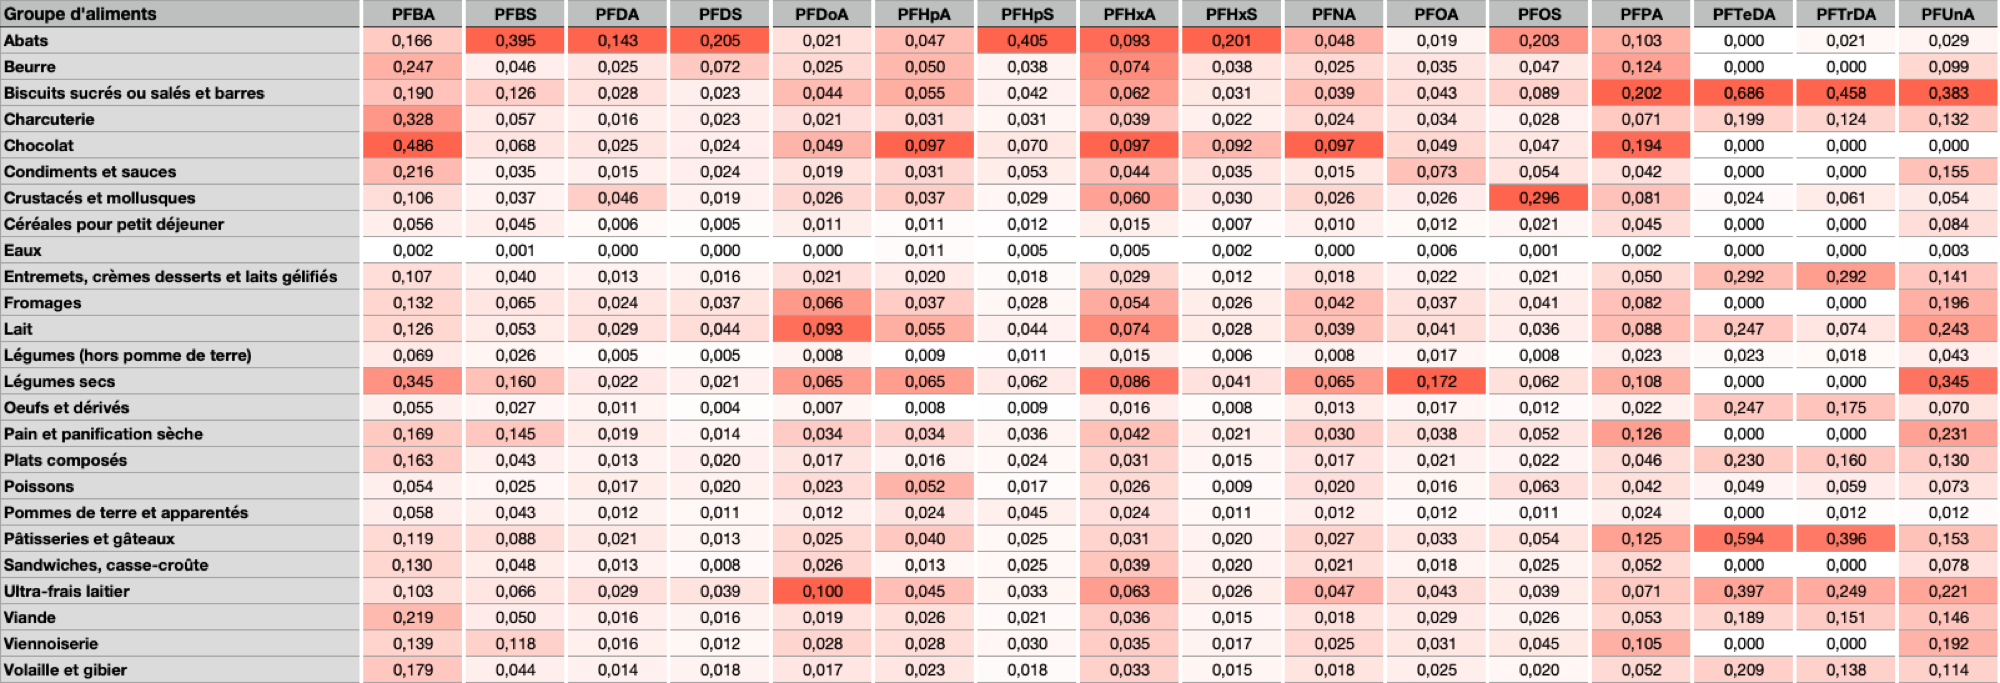 Groupe d'aliments PFBA PFBS PFDA PFDS PFDoA PFHpA PFHpS PFHxA PFHxS PFNA PFOA PFOS PFPA PFTeDA PFTrDA PFUnA
Abats 0,166 0,395 0,143 0,205 0,021 0,047 0,405 0,093 0,201 0,048 0,019 0,203 0,103 0,000 0,021 0,029
Beurre 0,247 0,046 0,025 0,072 0,025 0,050 0,038 0,074 0,038 0,025 0,035 0,047 0,124 0,000 0,000 0,099
Biscuits sucrés ou salés et barres 0,190 0,126 0,028 0,023 0,044 0,055 0,042 0,062 0,031 0,039 0,043 0,089 0,202 0,686 0,458 0,383
Charcuterie 0,328 0,057 0,016 0,023 0,021 0,031 0,031 0,039 0,022 0,024 0,034 0,028 0,071 0,199 0,124 0,132
Chocolat 0,486 0,068 0,025 0,024 0,049 0,097 0,070 0,097 0,092 0,097 0,049 0,047 0,194 0,000 0,000 0,000
Condiments et sauces 0,216 0,035 0,015 0,024 0,019 0,031 0,053 0,044 0,035 0,015 0,073 0,054 0,042 0,000 0,000 0,155
Crustacés et mollusques 0,106 0,037 0,046 0,019 0,026 0,037 0,029 0,060 0,030 0,026 0,026 0,296 0,081 0,024 0,061 0,054
Céréales pour petit déjeuner 0,056 0,045 0,006 0,005 0,011 0,011 0,012 0,015 0,007 0,010 0,012 0,021 0,045 0,000 0,000 0,084
Eaux 0,002 0,001 0,000 0,000 0,000 0,011 0,005 0,005 0,002 0,000 0,006 0,001 0,002 0,000 0,000 0,003
Entremets, crèmes desserts et laits gélifiés 0,107 0,040 0,013 0,016 0,021 0,020 0,018 0,029 0,012 0,018 0,022 0,021 0,050 0,292 0,292 0,141
Fromages 0,132 0,065 0,024 0,037 0,066 0,037 0,028 0,054 0,026 0,042 0,037 0,041 0,082 0,000 0,000 0,196
Lait 0,126 0,053 0,029 0,044 0,093 0,055 0,044 0,074 0,028 0,039 0,041 0,036 0,088 0,247 0,074 0,243
Légumes (hors pomme de terre) 0,069 0,026 0,005 0,005 0,008 0,009 0,011 0,015 0,006 0,008 0,017 0,008 0,023 0,023 0,018 0,043
Légumes secs 0,345 0,160 0,022 0,021 0,065 0,065 0,062 0,086 0,041 0,065 0,172 0,062 0,108 0,000 0,000 0,345
Oeufs et dérivés 0,055 0,027 0,011 0,004 0,007 0,008 0,009 0,016 0,008 0,013 0,017 0,012 0,022 0,247 0,175 0,070
Pain et panification sèche 0,169 0,145 0,019 0,014 0,034 0,034 0,036 0,042 0,021 0,030 0,038 0,052 0,126 0,000 0,000 0,231
Plats composés 0,163 0,043 0,013 0,020 0,017 0,016 0,024 0,031 0,015 0,017 0,021 0,022 0,046 0,230 0,160 0,130
Poissons 0,054 0,025 0,017 0,020 0,023 0,052 0,017 0,026 0,009 0,020 0,016 0,063 0,042 0,049 0,059 0,073
Pommes de terre et apparentés 0,058 0,043 0,012 0,011 0,012 0,024 0,045 0,024 0,011 0,012 0,012 0,011 0,024 0,000 0,012 0,012
Pâtisseries et gâteaux 0,119 0,088 0,021 0,013 0,025 0,040 0,025 0,031 0,020 0,027 0,033 0,054 0,125 0,594 0,396 0,153
Sandwiches, casse-croûte 0,130 0,048 0,013 0,008 0,026 0,013 0,025 0,039 0,020 0,021 0,018 0,025 0,052 0,000 0,000 0,078
Ultra-frais laitier 0,103 0,066 0,029 0,039 0,100 0,045 0,033 0,063 0,026 0,047 0,043 0,039 0,071 0,397 0,249 0,221
Viande 0,219 0,050 0,016 0,016 0,019 0,026 0,021 0,036 0,015 0,018 0,029 0,026 0,053 0,189 0,151 0,146
Viennoiserie 0,139 0,118 0,016 0,012 0,028 0,028 0,030 0,035 0,017 0,025 0,031 0,045 0,105 0,000 0,000 0,192
Volaille et gibier 0,179 0,044 0,014 0,018 0,017 0,023 0,018 0,033 0,015 0,018 0,025 0,020 0,052 0,209 0,138 0,114